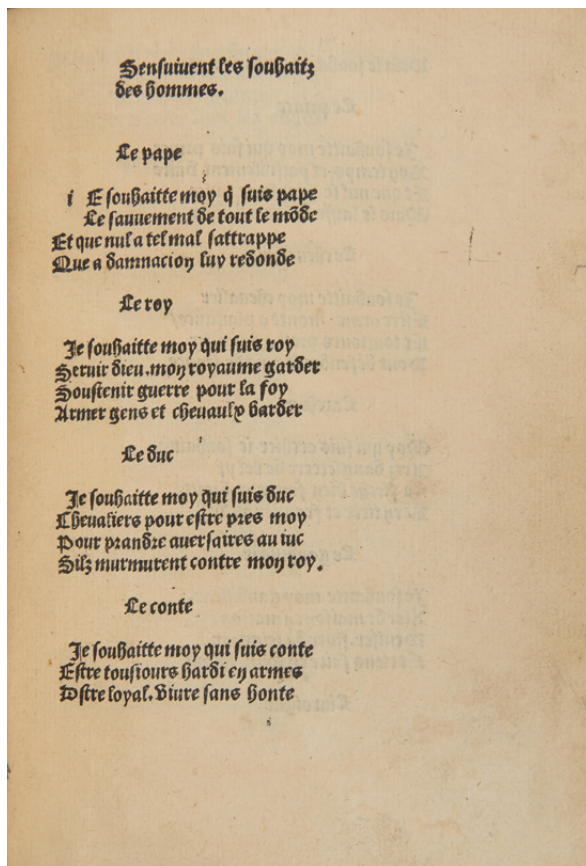 Sensuiuent les souhaitz
des hommes.
Le pape
i E souhaitte moy q̃ suis pape
Le sauuement de tout le mõde
Et que nul a tel mal sattrappe
Que a damnacion luy redonde
Le roy
Je souhaitte moy qui suis roy
Seruir dieu. mon royaume garder
Soustenir guerre pour la foy
Armer gens et cheuaulx barder
Le duc
Je souhaitte moy qui suis duc
Cheualiers pour estre pres moy
Pour prandre auersaires au iuc
Silz murmurent contre mon roy.
Le conte
Je souhaitte moy qui suis conte
Estre tousiours hardi en armes
Dstre loyal. Viure sans honte